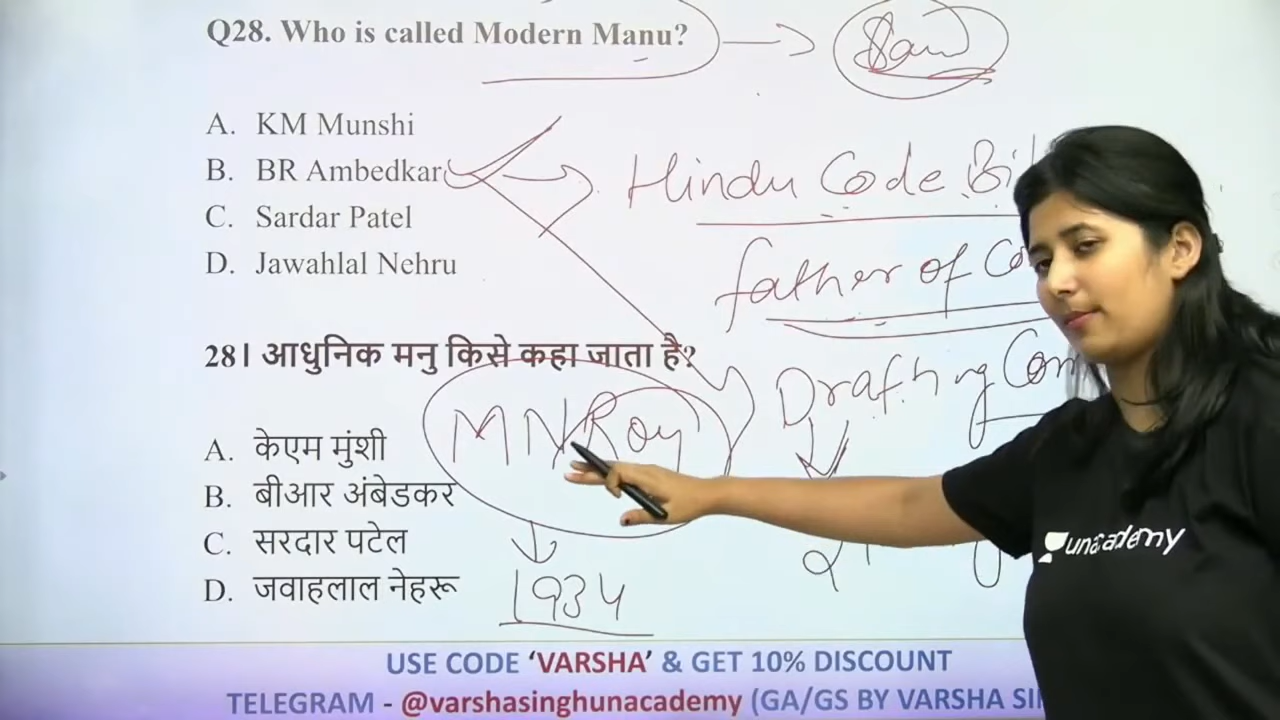 Q28. Who is called Modern Manu?
A. KM Munshi
B. BR Ambedkar
Hindu Code Bil
C. Sardar Patel
father of Co
D. Jawahlal Nehru
28। आधुनिक मनु किसे कहा जाता है?
Drafting Com
M N Roy
A. केएम मुंशी
B. बीआर अंबेडकर
C. सरदार पटेल
D. जवाहलाल नेहरू
1934
unacademy
USE CODE ‘VARSHA’ & GET 10% DISCOUNT
TELEGRAM - @varshasinghunacademy (GA/GS BY VARSHA SI